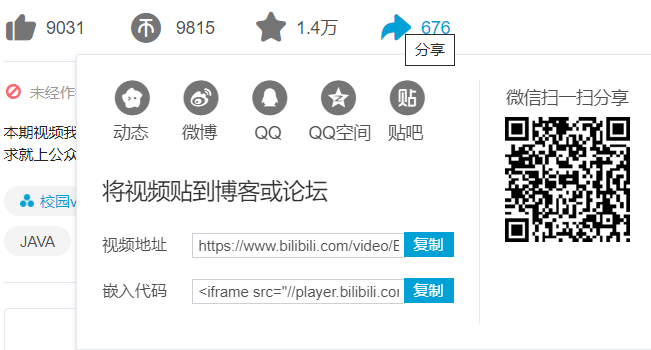 9031
9815
1.4万
676
分享
未经作
本期视频我
求就上公众
校园v
JAVA
动态
微博
QQ
QQ空间
贴吧
贴
将视频贴到博客或论坛
视频地址
https://www.bilibili.com/video/B
复制
嵌入代码
<iframe src="//player.bilibili.com
复制
微信扫一扫分享